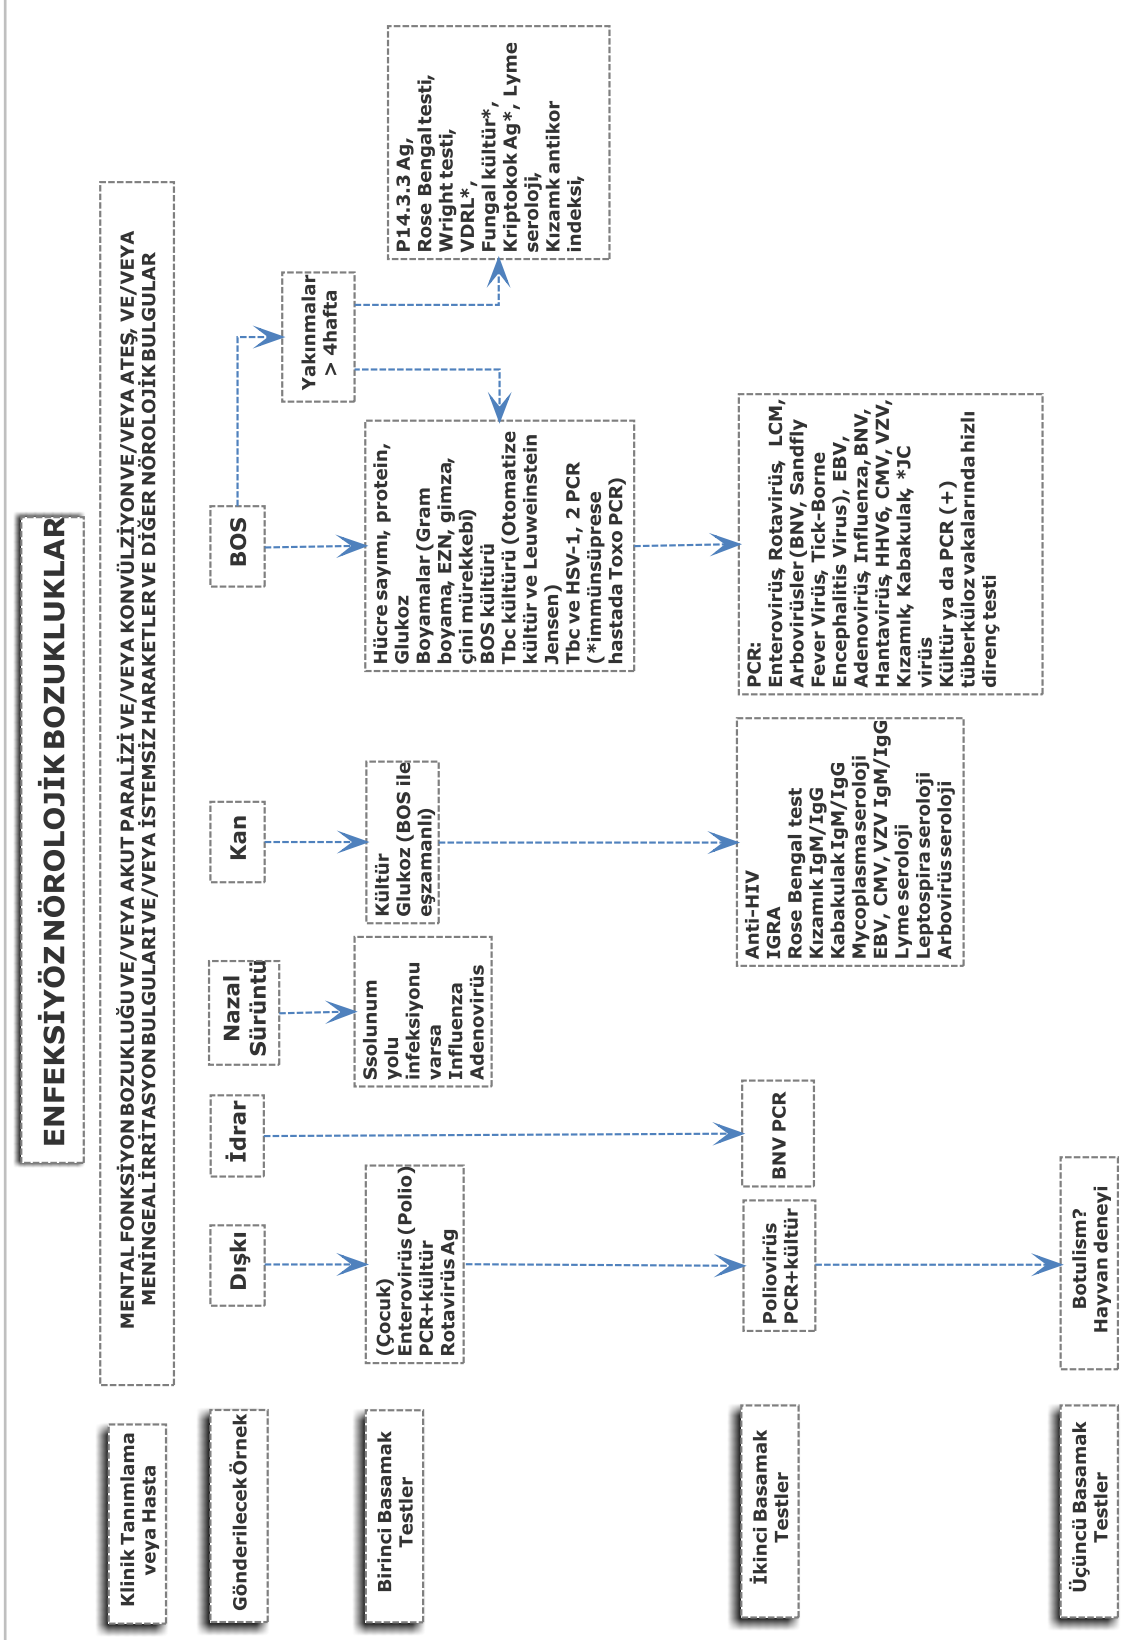 ENFEKSİYÖZ NÖROLOJİK BOZUKLUKLAR
Klinik Tanımlama
veya Hasta
MENTAL FONKSİYON BOZUKLUĞU VE/VEYA AKUT PARALİZİ VE/VEYA KONVÜLZİYON VE/VEYA ATEŞ, VE/VEYA
MENİNGEAL İRRİTASYON BULGULARI VE/VEYA İSTEMSİZ HARAKETLER VE DİĞER NÖROLOJİK BULGULAR
Gönderilecek Örnek
Dışkı
İdrar
Nazal
Sürüntü
Kan
BOS
Yakınmalar
> 4hafta
Birinci Basamak
Testler
(Çocuk)
Enterovirüs (Polio)
PCR+kültür
Rotavirüs Ag
Ssolunum
yolu
infeksiyonu
varsa
Influenza
Adenovirüs
Kültür
Glukoz (BOS ile
eşzamanlı)
Hücre sayımı, protein,
Glukoz
Boyamalar (Gram
boyama, EZN, gimza,
çini mürekkebi)
BOS kültürü
Tbc kültürü (Otomatize
kültür ve Leuweinstein
Jensen)
Tbc ve HSV-1, 2 PCR
(*immünsüprese
hastada Toxo PCR)
P14.3.3 Ag,
Rose Bengal testi,
Wright testi,
VDRL*,
Fungal kültür*,
Kriptokok Ag*, Lyme
seroloji,
Kızamk antikor
indeksi,
İkinci Basamak
Testler
Poliovirüs
PCR+kültür
BNV PCR
Anti-HIV
IGRA
Rose Bengal test
Kızamık IgM/IgG
Kabakulak IgM/IgG
Mycoplasma seroloji
EBV, CMV, VZV IgM/IgG
Lyme seroloji
Leptospira seroloji
Arbovirüs seroloji
PCR:
Enterovirüs, Rotavirüs, LCM,
Arbovirüsler (BNV, Sandfly
Fever Virüs, Tick-Borne
Encephalitis Virus), EBV,
Adenovirüs, Influenza, BNV,
Hantavirüs, HHV6, CMV, VZV,
Kızamık, Kabakulak, *JC
virüs
Kültür ya da PCR (+)
tüberküloz vakalarında hızlı
direnç testi
Üçüncü Basamak
Testler
Botulism?
Hayvan deneyi